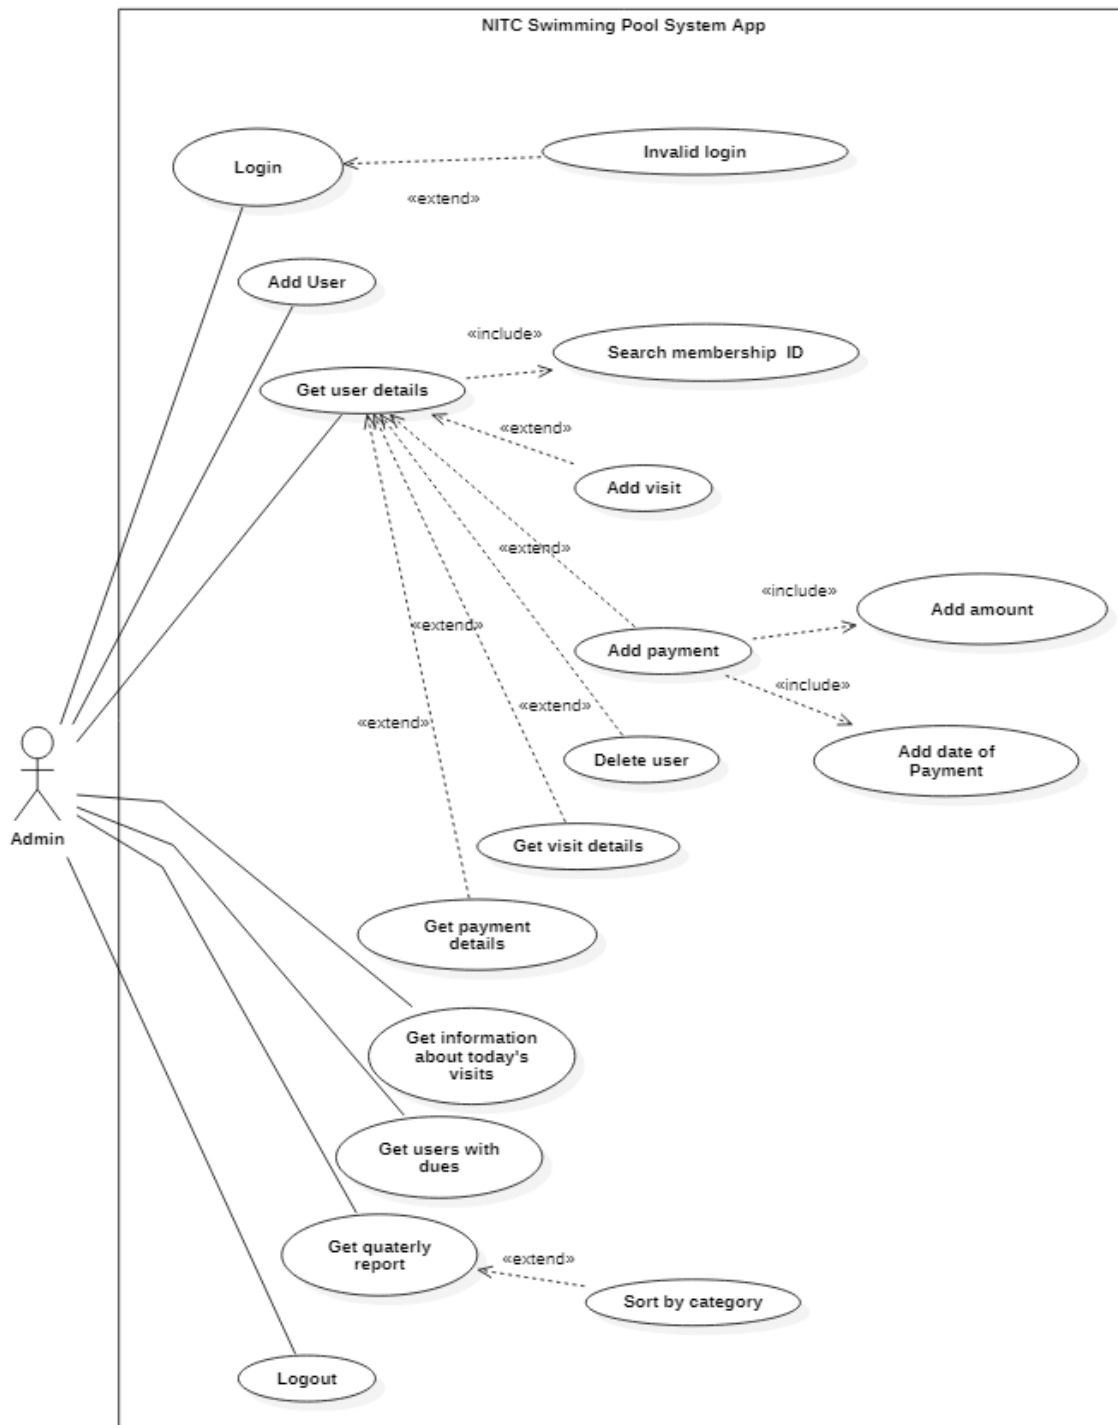 NITC Swimming Pool System App
Login
Invalid login
«extend»
Add User
«include»
Search membership ID
Get user details
«extend»
Add visit
«extend»
«include»
Add amount
«extend»
Add payment
«include»
«extend»
«extend»
Add date of
Payment
Delete user
Admin
Get visit details
Get payment
details
Get information
about today's
visits
Get users with
dues
Get quaterly
report
«extend»
Sort by category
Logout